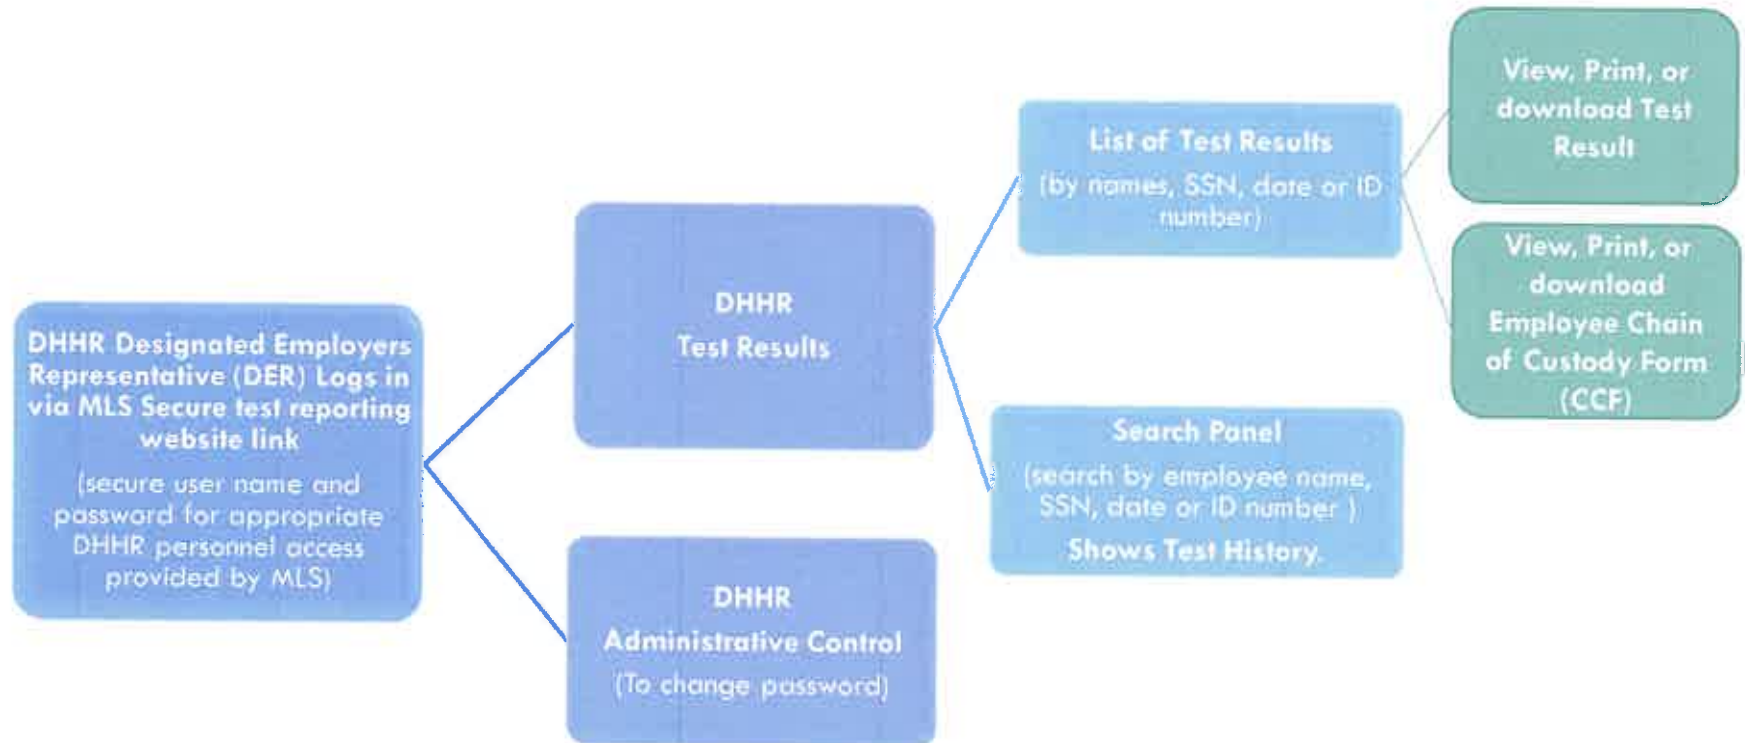 DHHR Designated Employers
Representative (DER) Logs in
via MLS Secure test reporting
website link
(secure user name and
password for appropriate
DHHR personnel access
provided by MLS)
DHHR
Test Results
DHHR
Administrative Control
(To change password)
List of Test Results
(by names, SSN, date or ID
number)
Search Panel
(search by employee name,
SSN, date or ID number )
Shows Test History.
View, Print, or
download Test
Result
View, Print, or
download
Employee Chain
of Custody Form
(CCF)